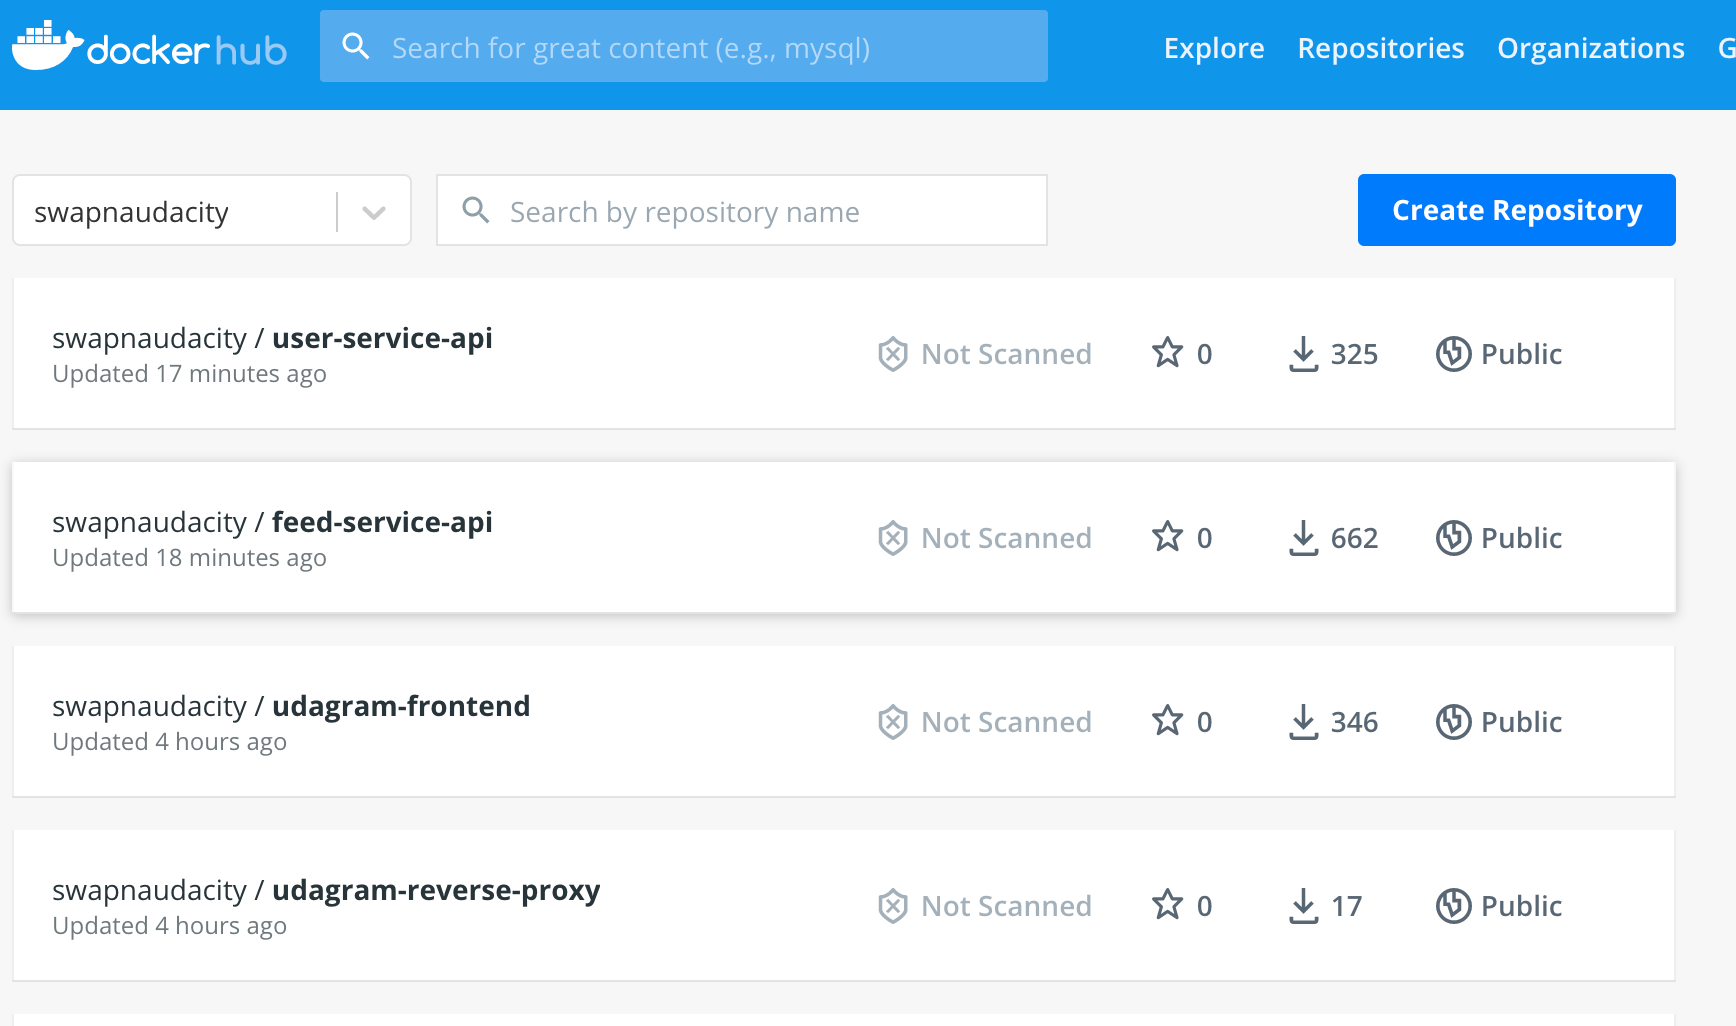 dockerhub
Search for great content (e.g., mysql)
Explore Repositories Organizations G
swapnaudacity
Search by repository name
Create Repository
swapnaudacity / user-service-api
Updated 17 minutes ago
Not Scanned 0 325 Public
swapnaudacity / feed-service-api
Updated 18 minutes ago
Not Scanned 0 662 Public
swapnaudacity / udagram-frontend
Updated 4 hours ago
Not Scanned 0 346 Public
swapnaudacity / udagram-reverse-proxy
Updated 4 hours ago
Not Scanned 0 17 Public